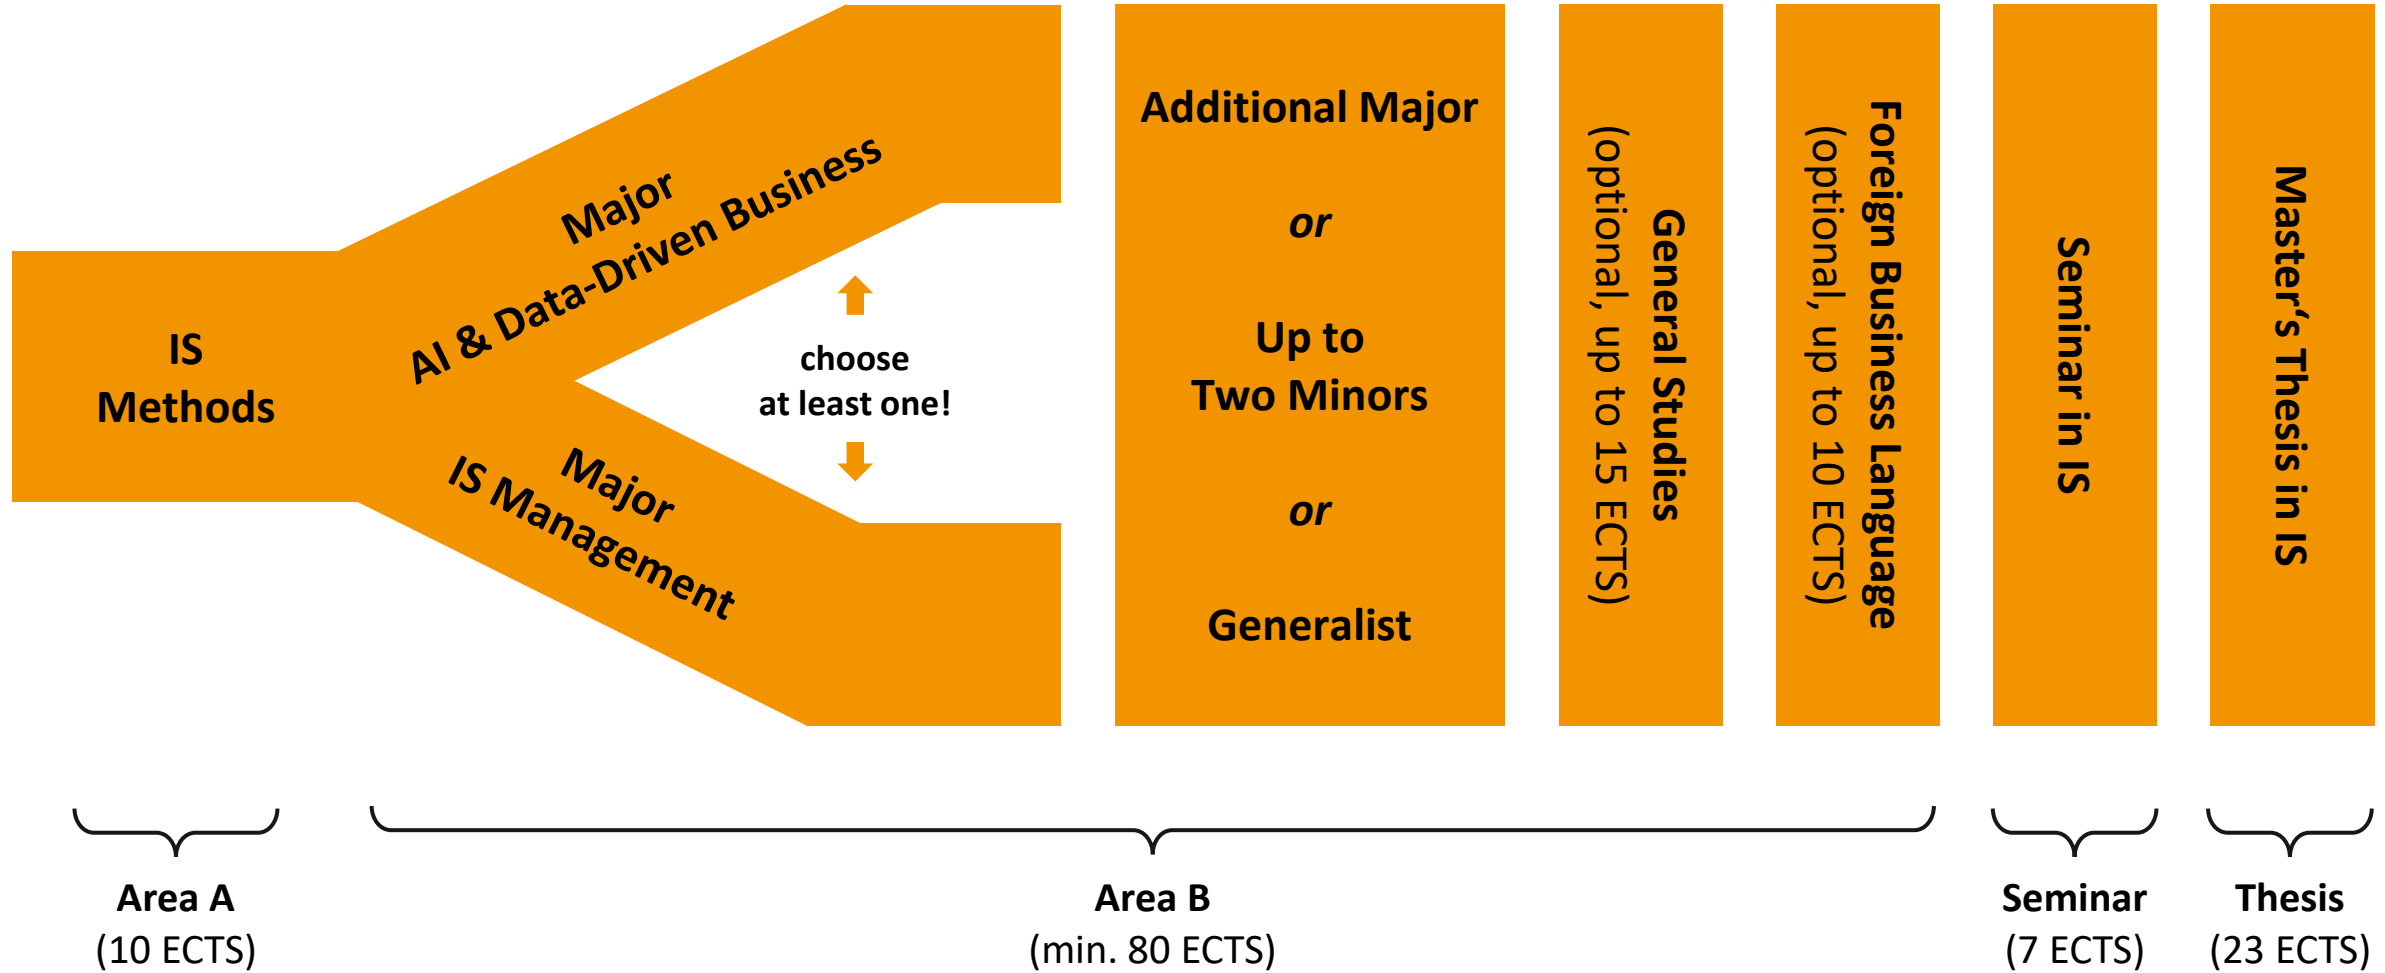 IS
Methods
Major
AI & Data-Driven Business
choose
at least one!
Major
IS Management
Additional Major
or
Up to
Two Minors
or
Generalist
General Studies
(optional, up to 15 ECTS)
Foreign Business Language
(optional, up to 10 ECTS)
Seminar in IS
Master‘s Thesis in IS
Area A
(10 ECTS)
Area B
(min. 80 ECTS)
Seminar
(7 ECTS)
Thesis
(23 ECTS)